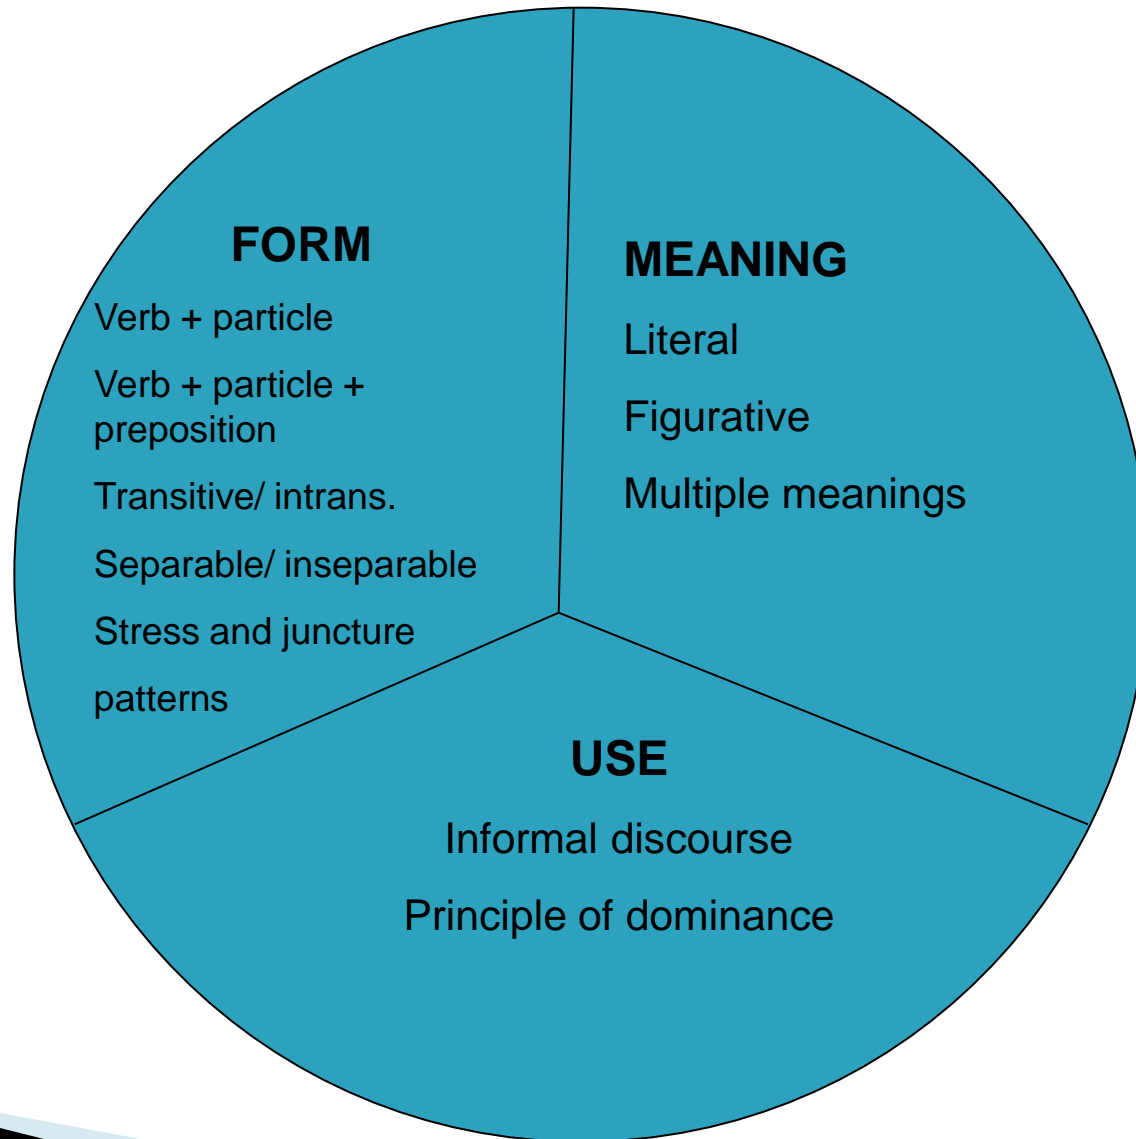 FORM
Verb + particle
Verb + particle +
preposition
Transitive/ intrans.
Separable/ inseparable
Stress and juncture
patterns
MEANING
Literal
Figurative
Multiple meanings
USE
Informal discourse
Principle of dominance